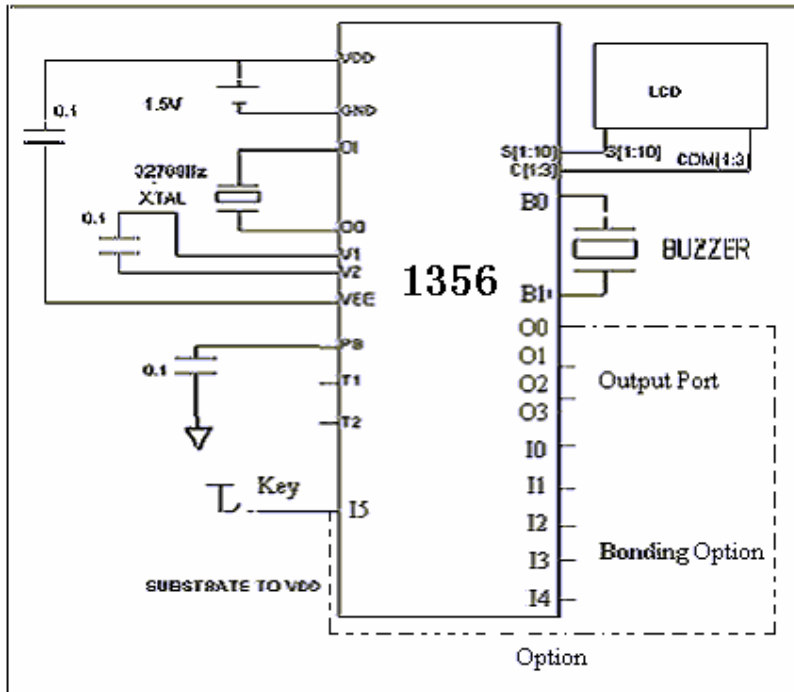 VDD
0.1
1.5V
GND
OI
32768Hz
XTAL
OO
0.1
V1
V2
VEE
PB
0.1
T1
T2
Key
I5
SUBSTRATE TO VDD
1356
LCD
S[1:10]
S[1:10]
C[1:3]
COM[1:3]
B0
BUZZER
B1
O0
O1
O2
Output Port
O3
I0
I1
I2
I3
Bonding Option
I4
Option